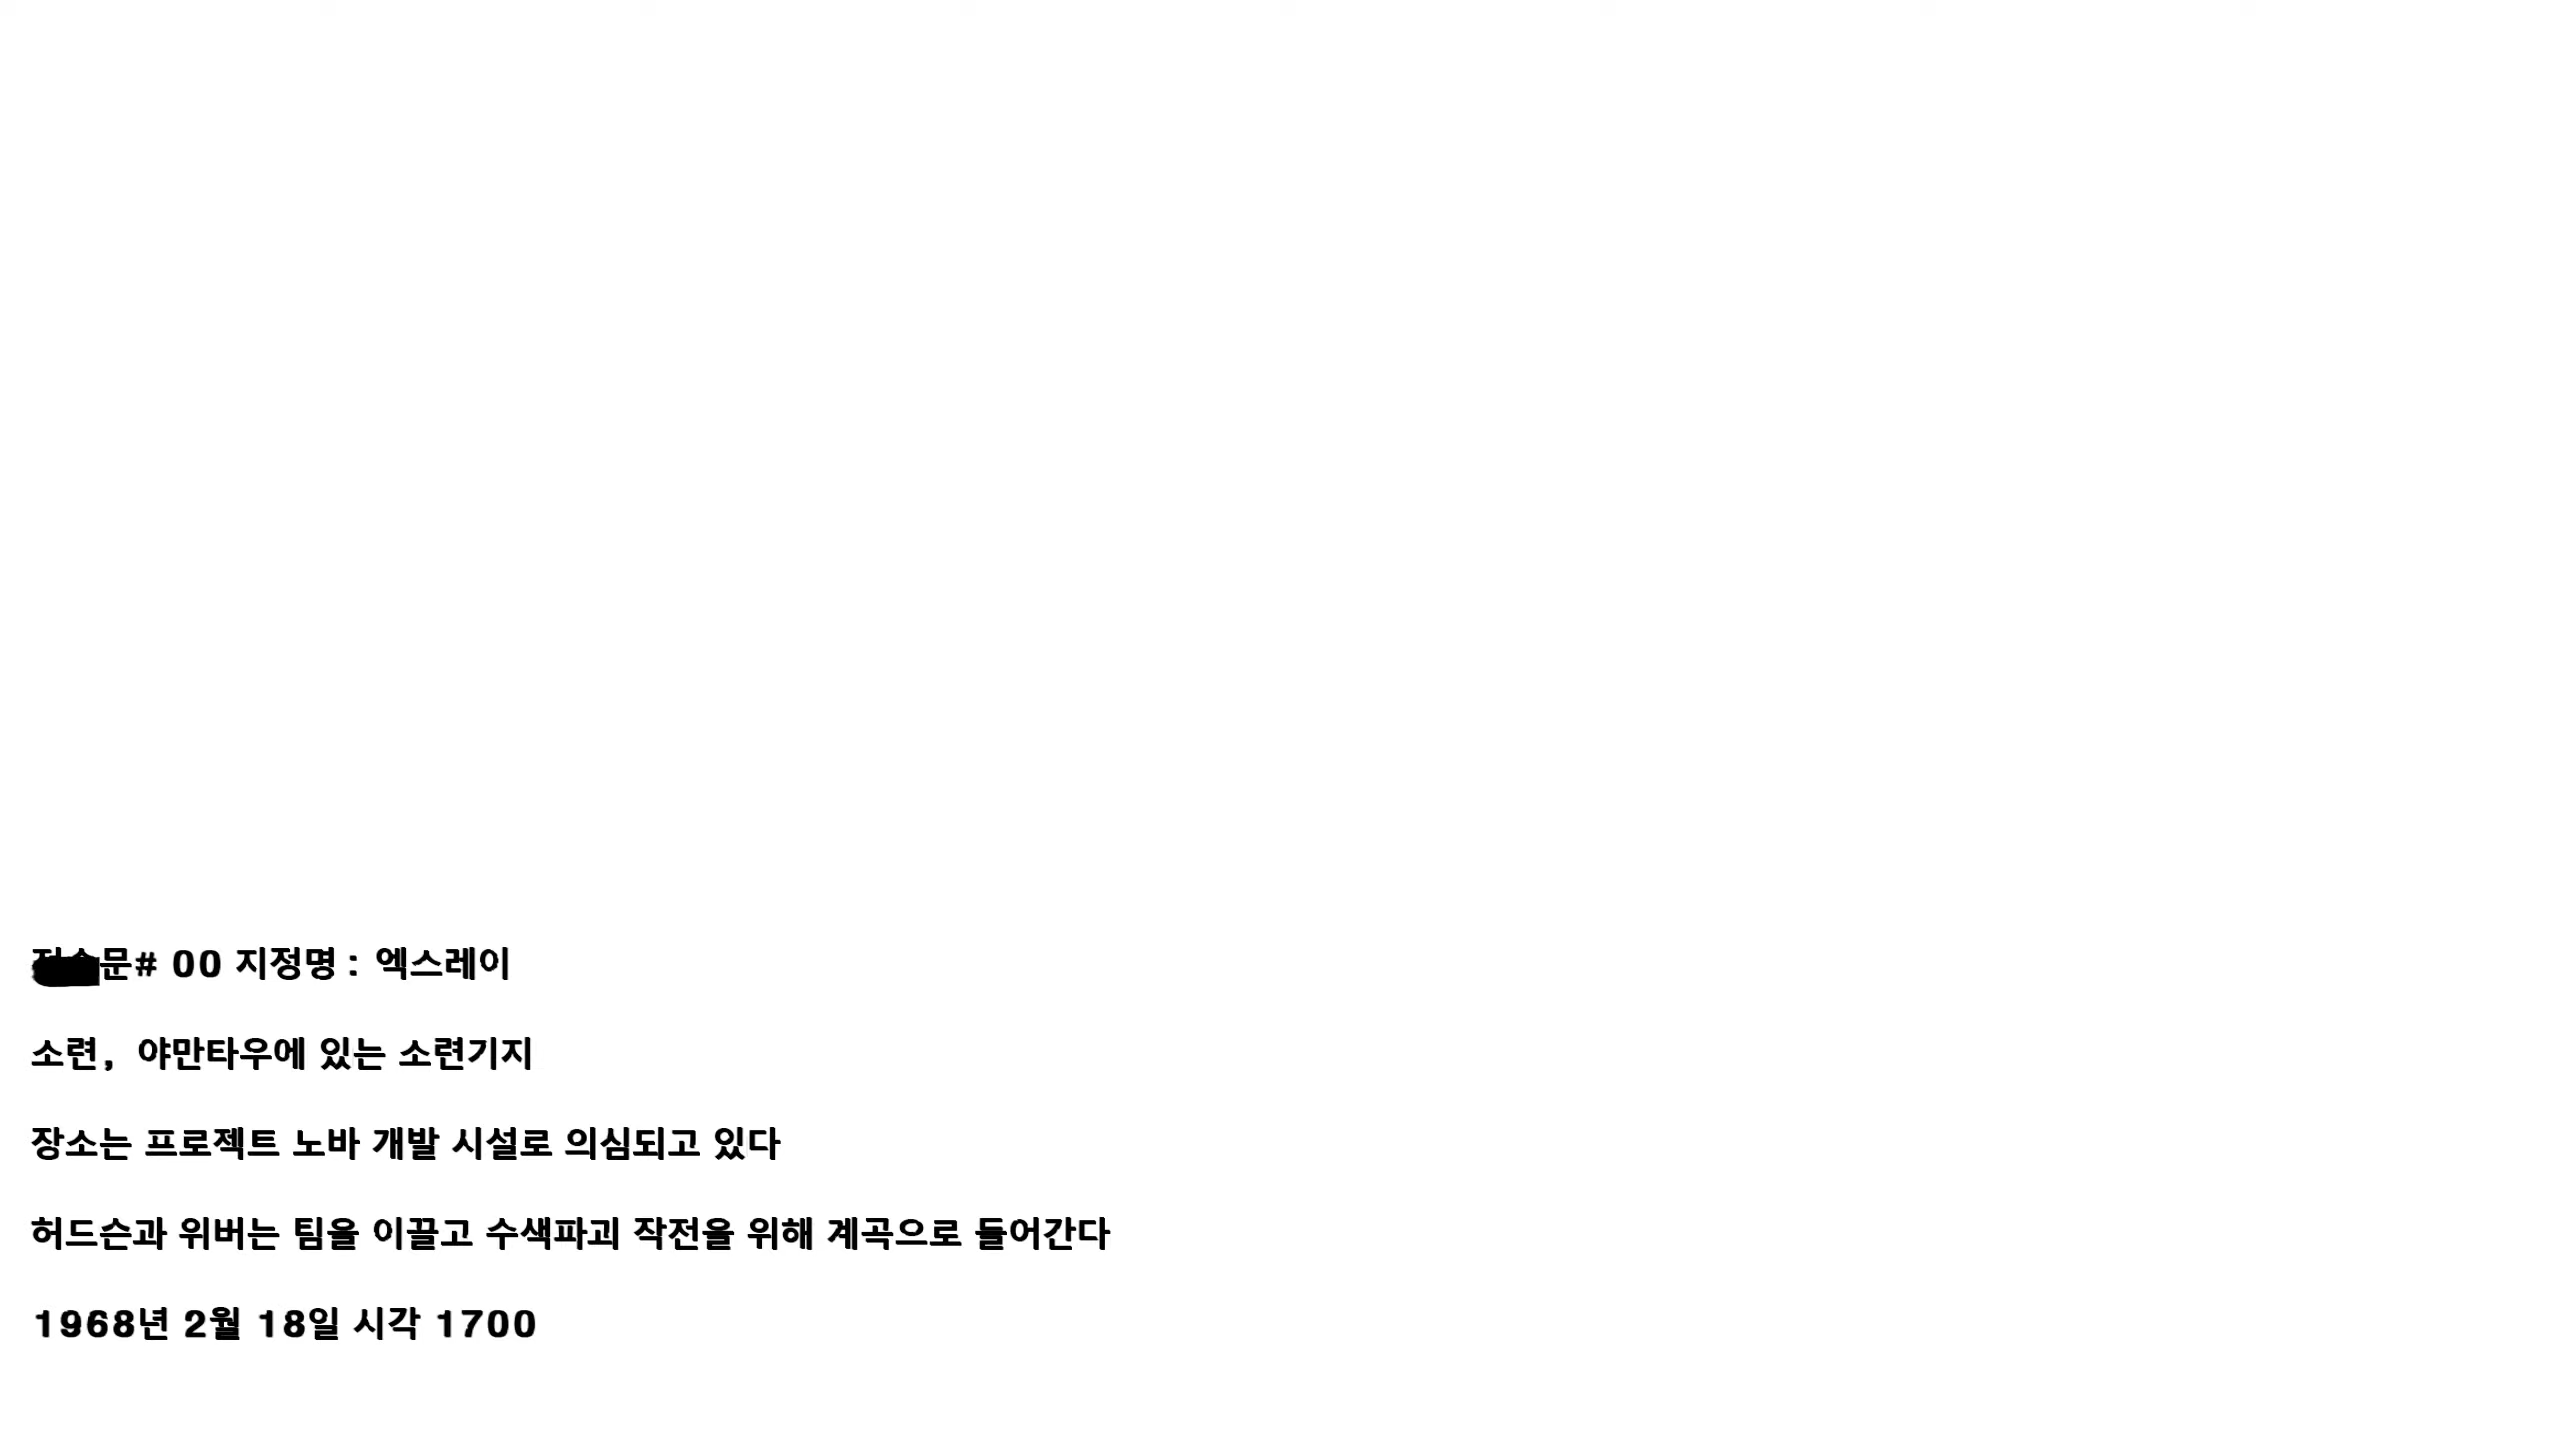 문# 00 지정명 : 엑스레이
소련, 야만타우에 있는 소련기지
장소는 프로젝트 노바 개발 시설로 의심되고 있다
허드슨과 위버는 팀을 이끌고 수색파괴 작전을 위해 계곡으로 들어간다
1968년 2월 18일 시각 1700